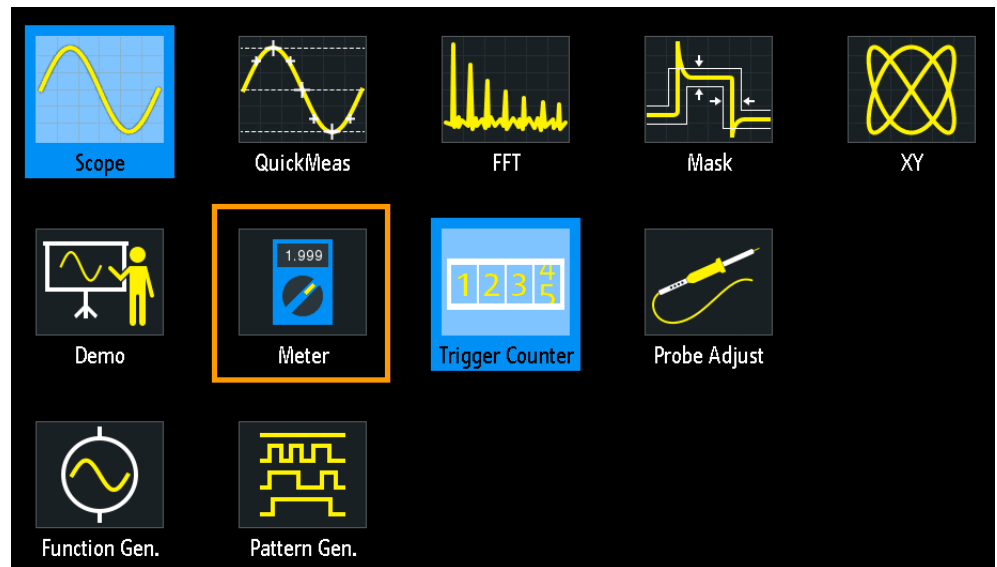 Scope
QuickMeas
FFT
Mask
XY
1.999
1 2 3 4
5
Demo
Meter
Trigger Counter
Probe Adjust
Function Gen.
Pattern Gen.